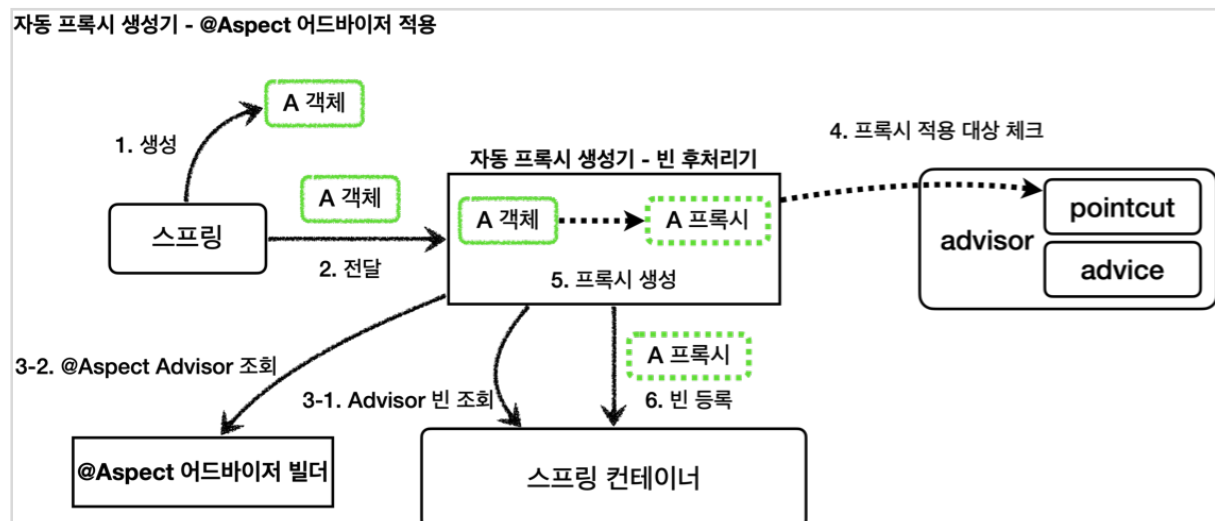 자동 프록시 생성기 - @Aspect 어드바이저 적용
A 객체
1. 생성
4. 프록시 적용 대상 체크
자동 프록시 생성기 - 빈 후처리기
A 객체
스프링
2. 전달
A 객체
A 프록시
5. 프록시 생성
advisor
pointcut
advice
3-2. @Aspect Advisor 조회
3-1. Advisor 빈 조회
A 프록시
6. 빈 등록
@Aspect 어드바이저 빌더
스프링 컨테이너